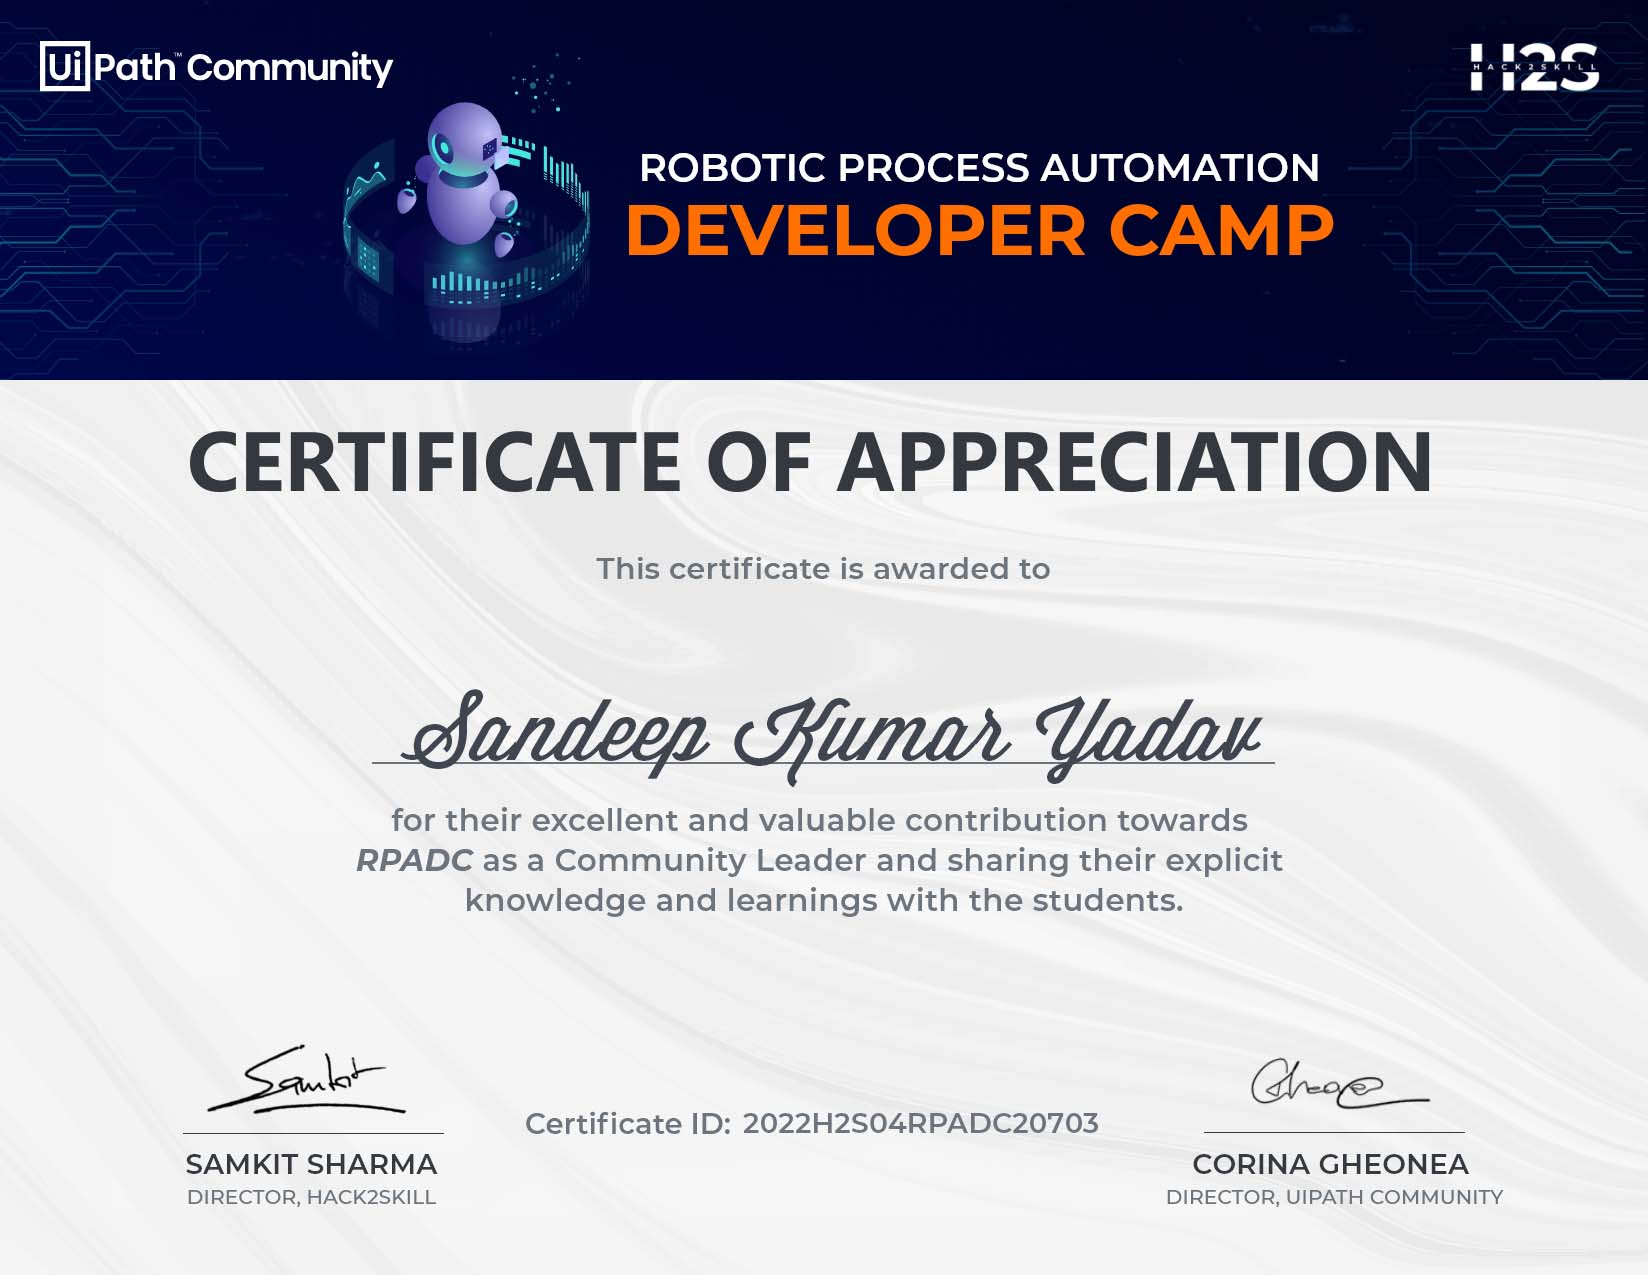 UiPath™ Community
H2S
HACK2SKILL
ROBOTIC PROCESS AUTOMATION
DEVELOPER CAMP
CERTIFICATE OF APPRECIATION
This certificate is awarded to
Sandeep Kumar Yadav
for their excellent and valuable contribution towards
RPADC as a Community Leader and sharing their explicit
knowledge and learnings with the students.
Samkit
Gheonea
Certificate ID: 2022H2S04RPADC20703
SAMKIT SHARMA
DIRECTOR, HACK2SKILL
CORINA GHEONEA
DIRECTOR, UIPATH COMMUNITY